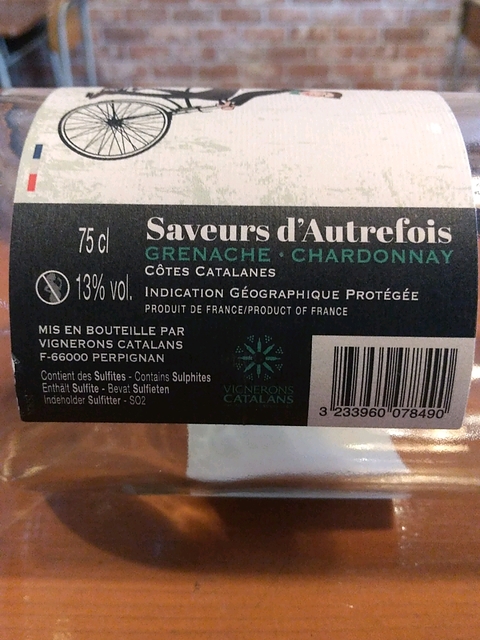 75 cl
13% vol.
Saveurs d'Autrefois
GRENACHE · CHARDONNAY
CÔTES CATALANES
INDICATION GÉOGRAPHIQUE PROTÉGÉE
PRODUIT DE FRANCE/PRODUCT OF FRANCE
MIS EN BOUTEILLE PAR
VIGNERONS CATALANS
F-66000 PERPIGNAN
Contient des Sulfites - Contains Sulphites
Enthält Sulfite - Bevat Sulfieten
Indeholder Sulfitter - SO2
VIGNERONS
CATALANS
3 233960 078490